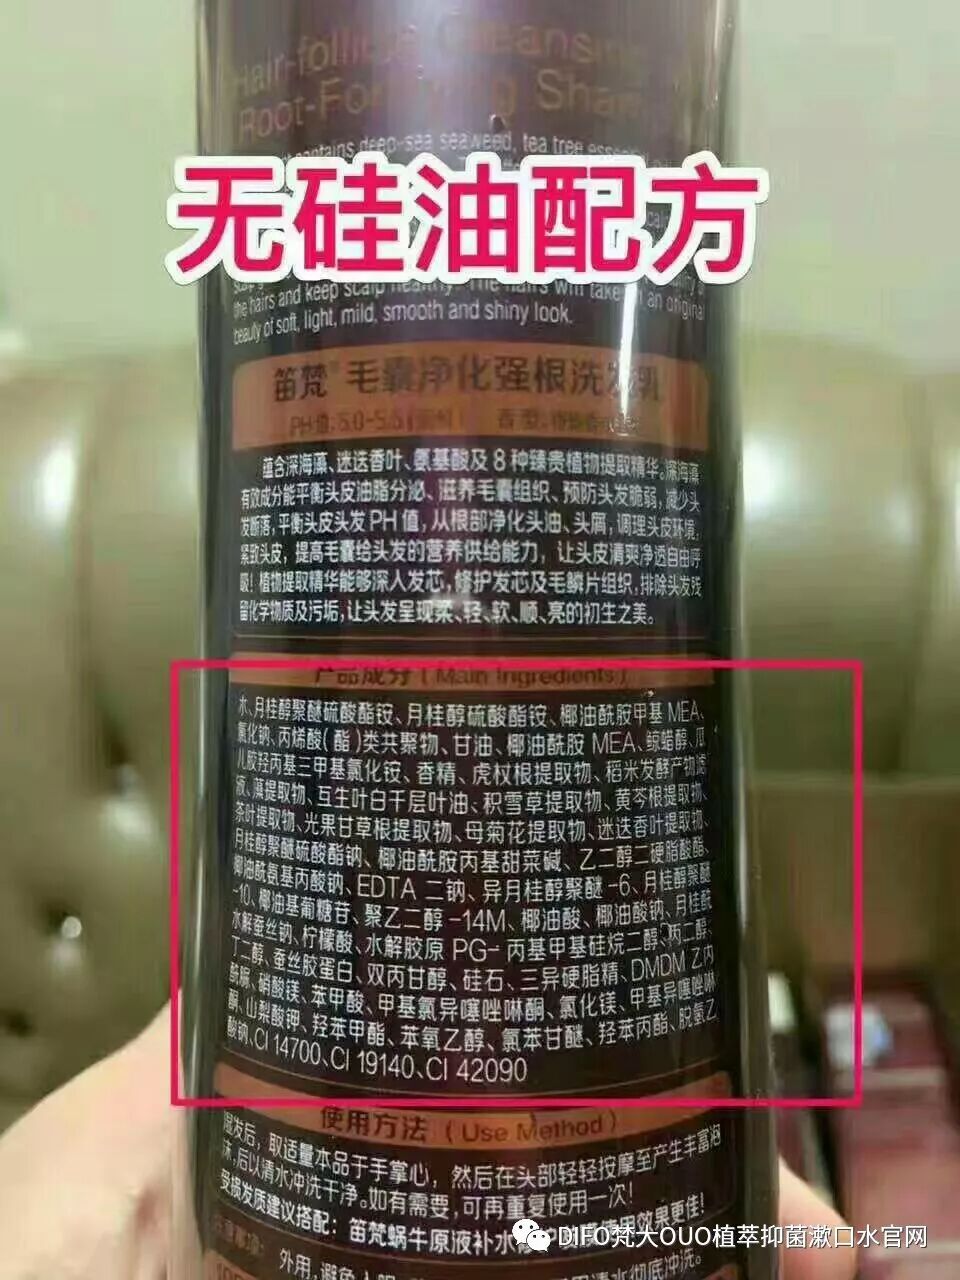 Hair-follicle Cleansing
Root-For ng Sham
contains deep-sea seaweed, tea tree essen
无硅油配方
the hairs and keep scalp healthy. The hairs will take on an original
beauty of soft, light, mild, smooth and shiny look.
笛梵® 毛囊净化强根洗发乳
PH值:5.0-5.5 香型:
蕴含深海藻、迷迭香叶、氨基酸及8种臻贵植物提取精华。深海藻
有效成分能平衡头皮油脂分泌、滋养毛囊组织、预防头发脆弱,减少头
发断落,平衡头皮头发PH值,从根部净化头油、头屑,调理头皮环境,
紧致头皮,提高毛囊给头发的营养供给能力,让头皮清爽净透自由呼
吸!植物提取精华能够深入发芯,修护发芯及毛鳞片组织,排除头发残
留化学物质及污垢,让头发呈现柔、轻、软、顺、亮的初生之美。
产品成分(Main Ingredients)
水、月桂醇聚醚硫酸酯铵、月桂醇硫酸酯铵、椰油酰胺甲基MEA、
氯化钠、丙烯酸(酯)类共聚物、甘油、椰油酰胺MEA、鲸蜡醇、瓜
儿胶羟丙基三甲基氯化铵、香精、虎杖根提取物、稻米发酵产物滤
液、藻提取物、互生叶白千层叶油、积雪草提取物、黄芩根提取物、
茶叶提取物、光果甘草根提取物、母菊花提取物、迷迭香叶提取物、
月桂醇聚醚硫酸酯钠、椰油酰胺丙基甜菜碱、乙二醇二硬脂酸酯、
椰油酰氨基丙酸钠、EDTA二钠、异月桂醇聚醚-6、月桂醇聚醚
-10、椰油基葡糖苷、聚乙二醇-14M、椰油酸、椰油酸钠、月桂酰
水解蚕丝钠、柠檬酸、水解胶原PG-丙基甲基硅烷二醇、丙二醇、
丁二醇、蚕丝胶蛋白、双丙甘醇、硅石、三异硬脂精、DMDM乙内
酰脲、硝酸镁、苯甲酸、甲基氯异噻唑啉酮、氯化镁、甲基异噻唑啉
酮、山梨酸钾、羟苯甲酯、苯氧乙醇、氯苯甘醚、羟苯丙酯、脱氢乙
酸钠、CI 14700、CI 19140、CI 42090
使用方法(Use Method)
湿发后,取适量本品于手掌心,然后在头部轻轻按摩至产生丰富泡
沫,后以清水冲洗干净。如有需要,可再重复使用一次!
受损发质建议搭配:笛梵蜗牛原液补水 效果更佳!
外用,避免入眼, 用清水彻底冲洗。
DIFO梵大OUO植萃抑菌漱口水官网